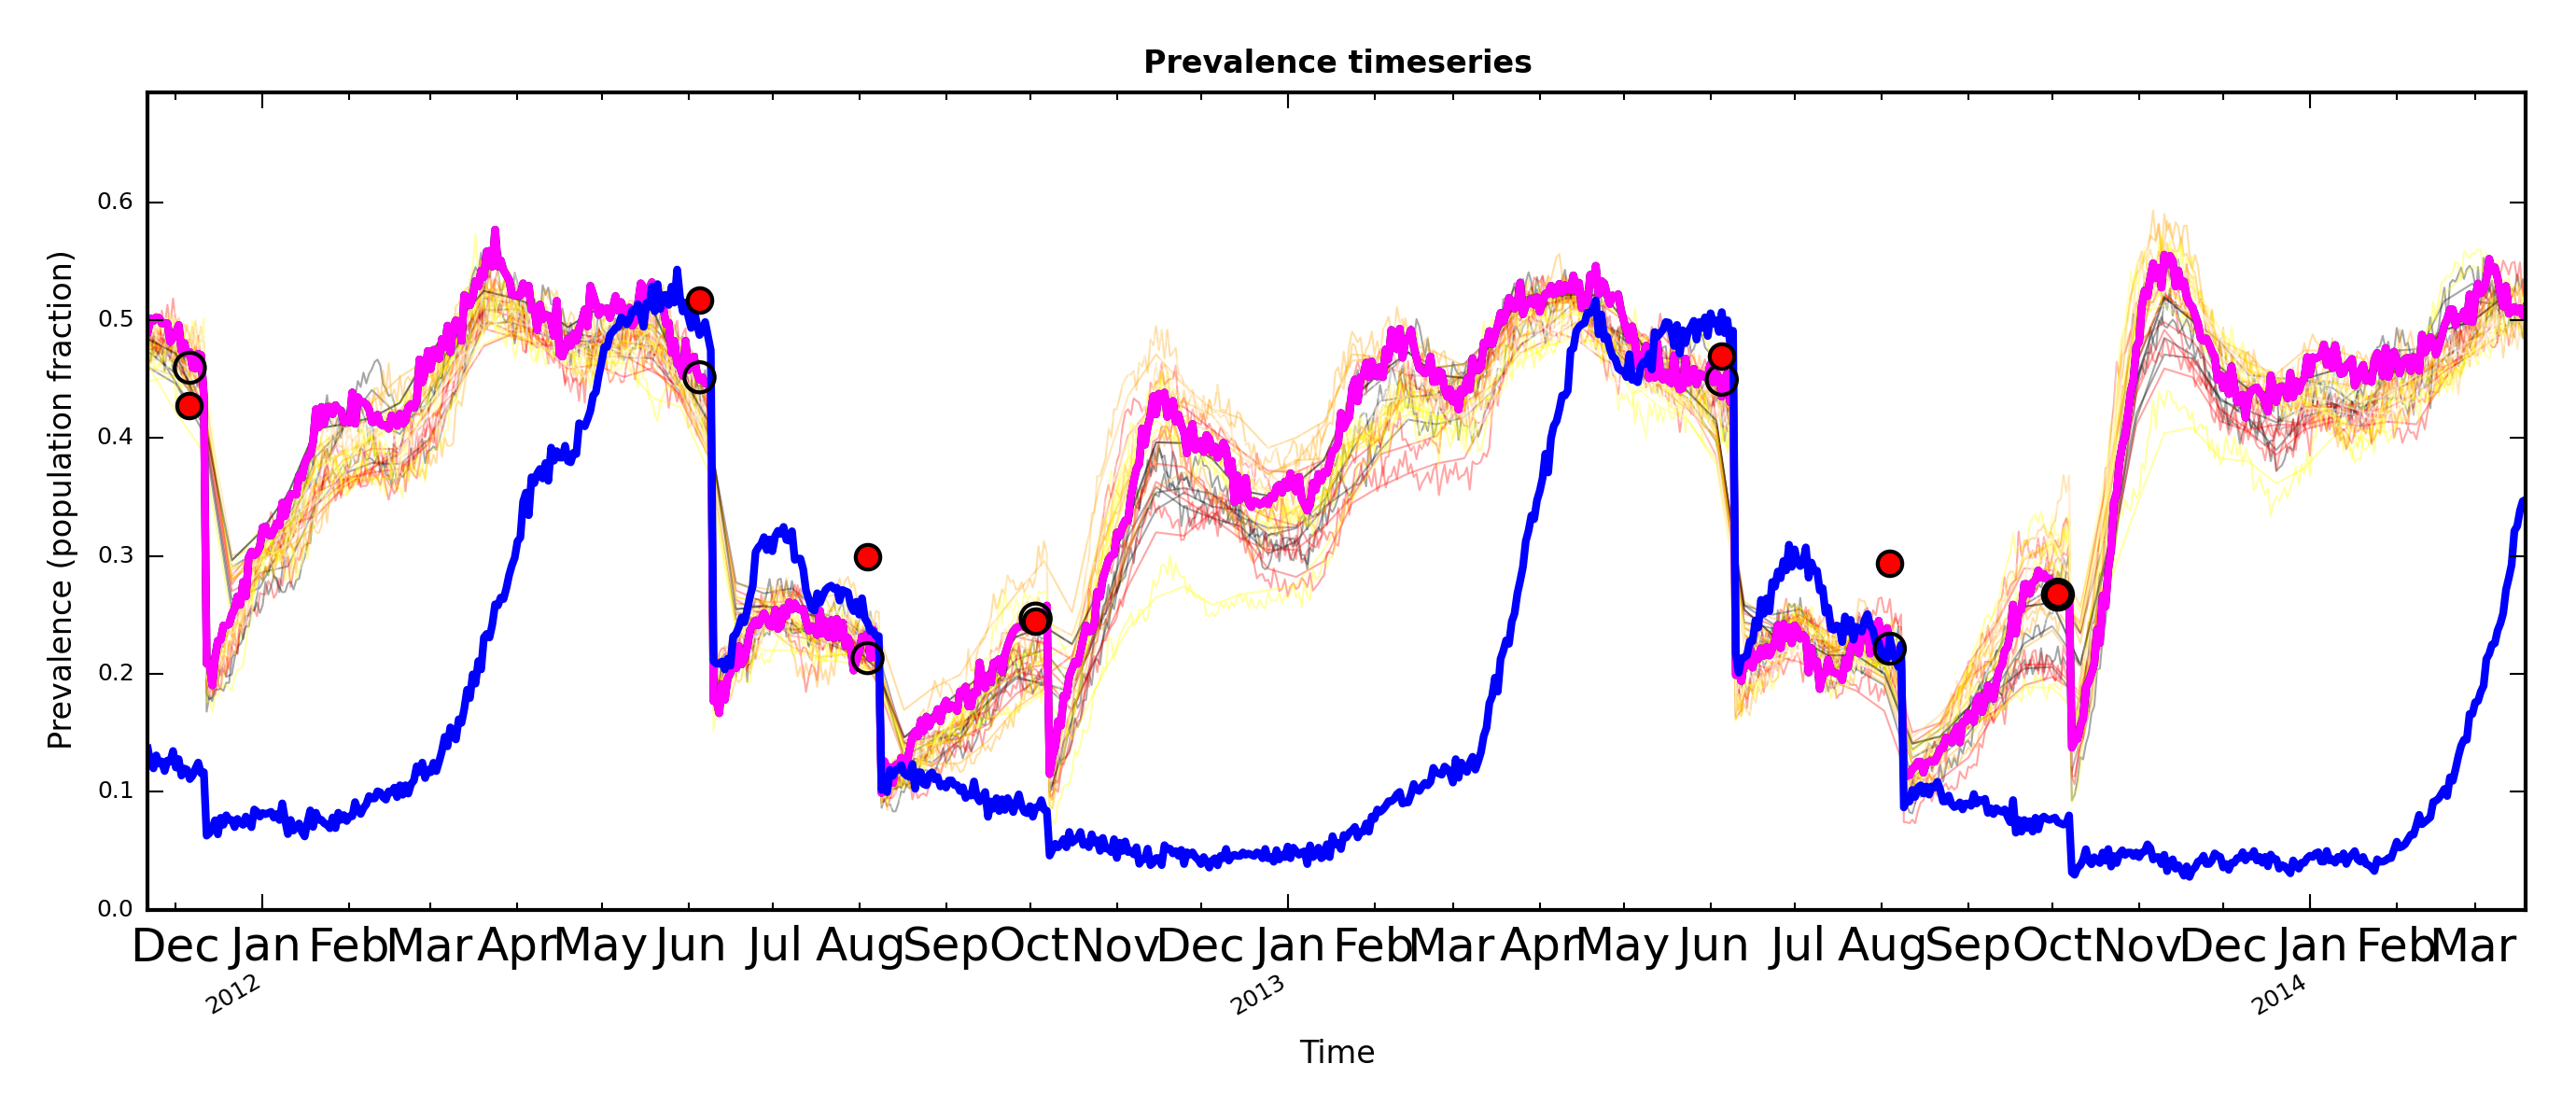 Prevalence timeseries
Prevalence (population fraction)
0.6
0.5
0.4
0.3
0.2
0.1
0.0
Dec Jan Feb Mar Apr May Jun Jul Aug Sep Oct Nov Dec Jan Feb Mar Apr May Jun Jul Aug Sep Oct Nov Dec Jan Feb Mar
2012 2013 2014
Time